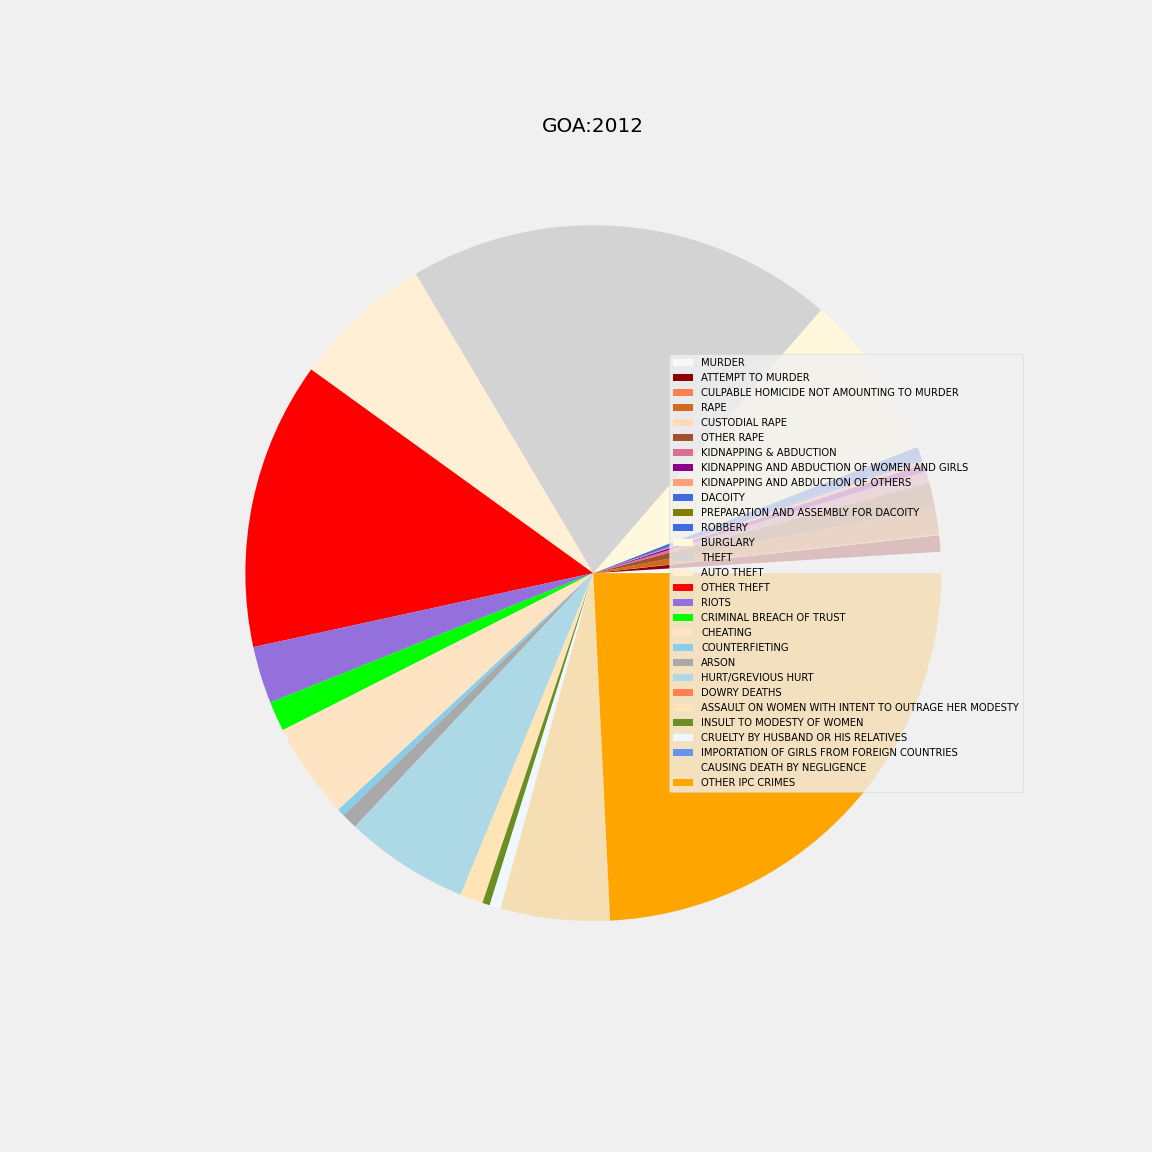 GOA:2012
MURDER
ATTEMPT TO MURDER
CULPABLE HOMICIDE NOT AMOUNTING TO MURDER
RAPE
CUSTODIAL RAPE
OTHER RAPE
KIDNAPPING & ABDUCTION
KIDNAPPING AND ABDUCTION OF WOMEN AND GIRLS
KIDNAPPING AND ABDUCTION OF OTHERS
DACOITY
PREPARATION AND ASSEMBLY FOR DACOITY
ROBBERY
BURGLARY
THEFT
AUTO THEFT
OTHER THEFT
RIOTS
CRIMINAL BREACH OF TRUST
CHEATING
COUNTERFIETING
ARSON
HURT/GREVIOUS HURT
DOWRY DEATHS
ASSAULT ON WOMEN WITH INTENT TO OUTRAGE HER MODESTY
INSULT TO MODESTY OF WOMEN
CRUELTY BY HUSBAND OR HIS RELATIVES
IMPORTATION OF GIRLS FROM FOREIGN COUNTRIES
CAUSING DEATH BY NEGLIGENCE
OTHER IPC CRIMES